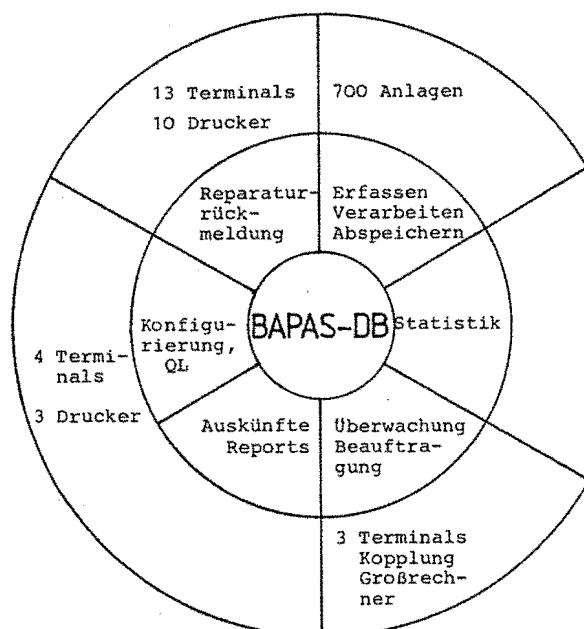 13 Terminals
10 Drucker
700 Anlagen
Reparatur-
rück-
meldung
Erfassen
Verarbeiten
Abspeichern
Konfigu-
rierung,
QL
BAPAS-DB
Statistik
4 Termi-
nals
3 Drucker
Auskünfte
Reports
Überwachung
Beauftra-
gung
3 Terminals
Kopplung
Großrech-
ner